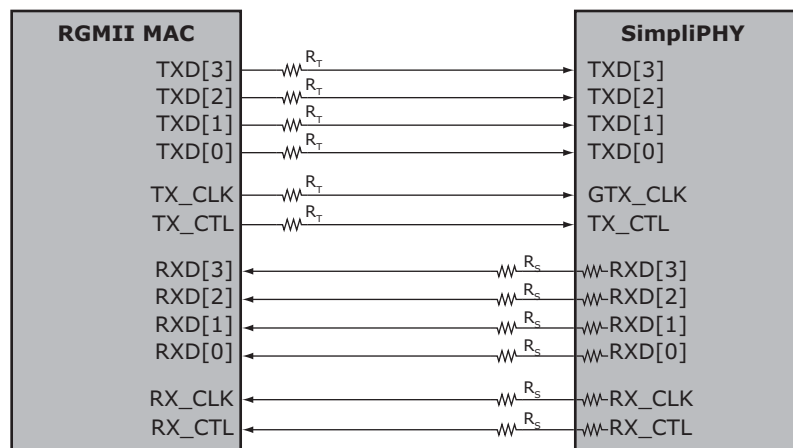 RGMII MAC SimpliPHY
TXD[3] R_T TXD[3]
TXD[2] R_T TXD[2]
TXD[1] R_T TXD[1]
TXD[0] R_T TXD[0]
TX_CLK R_T GTX_CLK
TX_CTL R_T TX_CTL
RXD[3] R_S RXD[3]
RXD[2] R_S RXD[2]
RXD[1] R_S RXD[1]
RXD[0] R_S RXD[0]
RX_CLK R_S RX_CLK
RX_CTL R_S RX_CTL